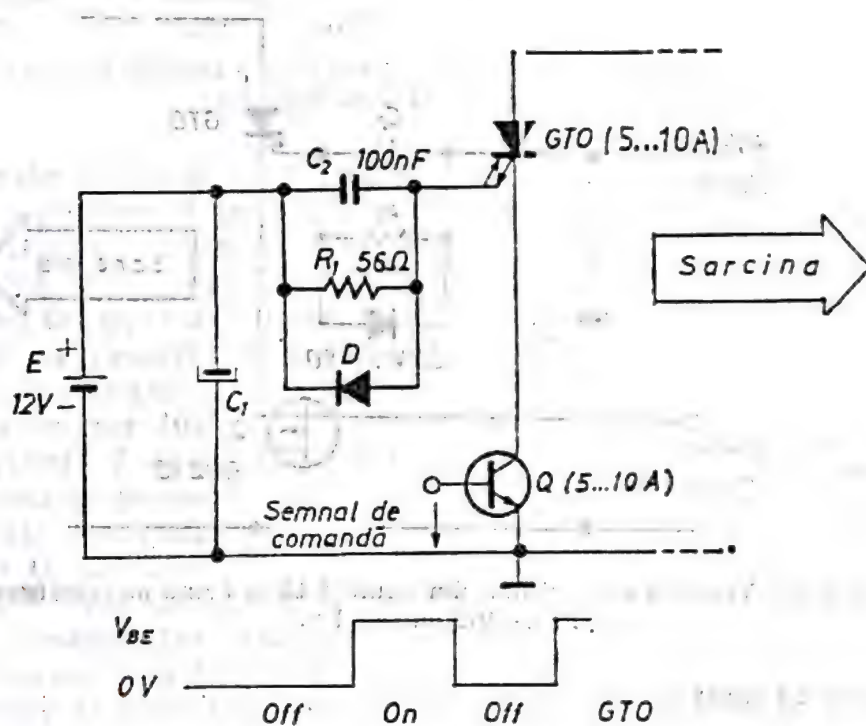 GTO (5...10A)
C₂ 100nF
R₁ 56Ω
D
E +
12V -
C₁
Sarcina
Q (5...10A)
Semnal de
comandă
V_BE
0V
Off On Off GTO